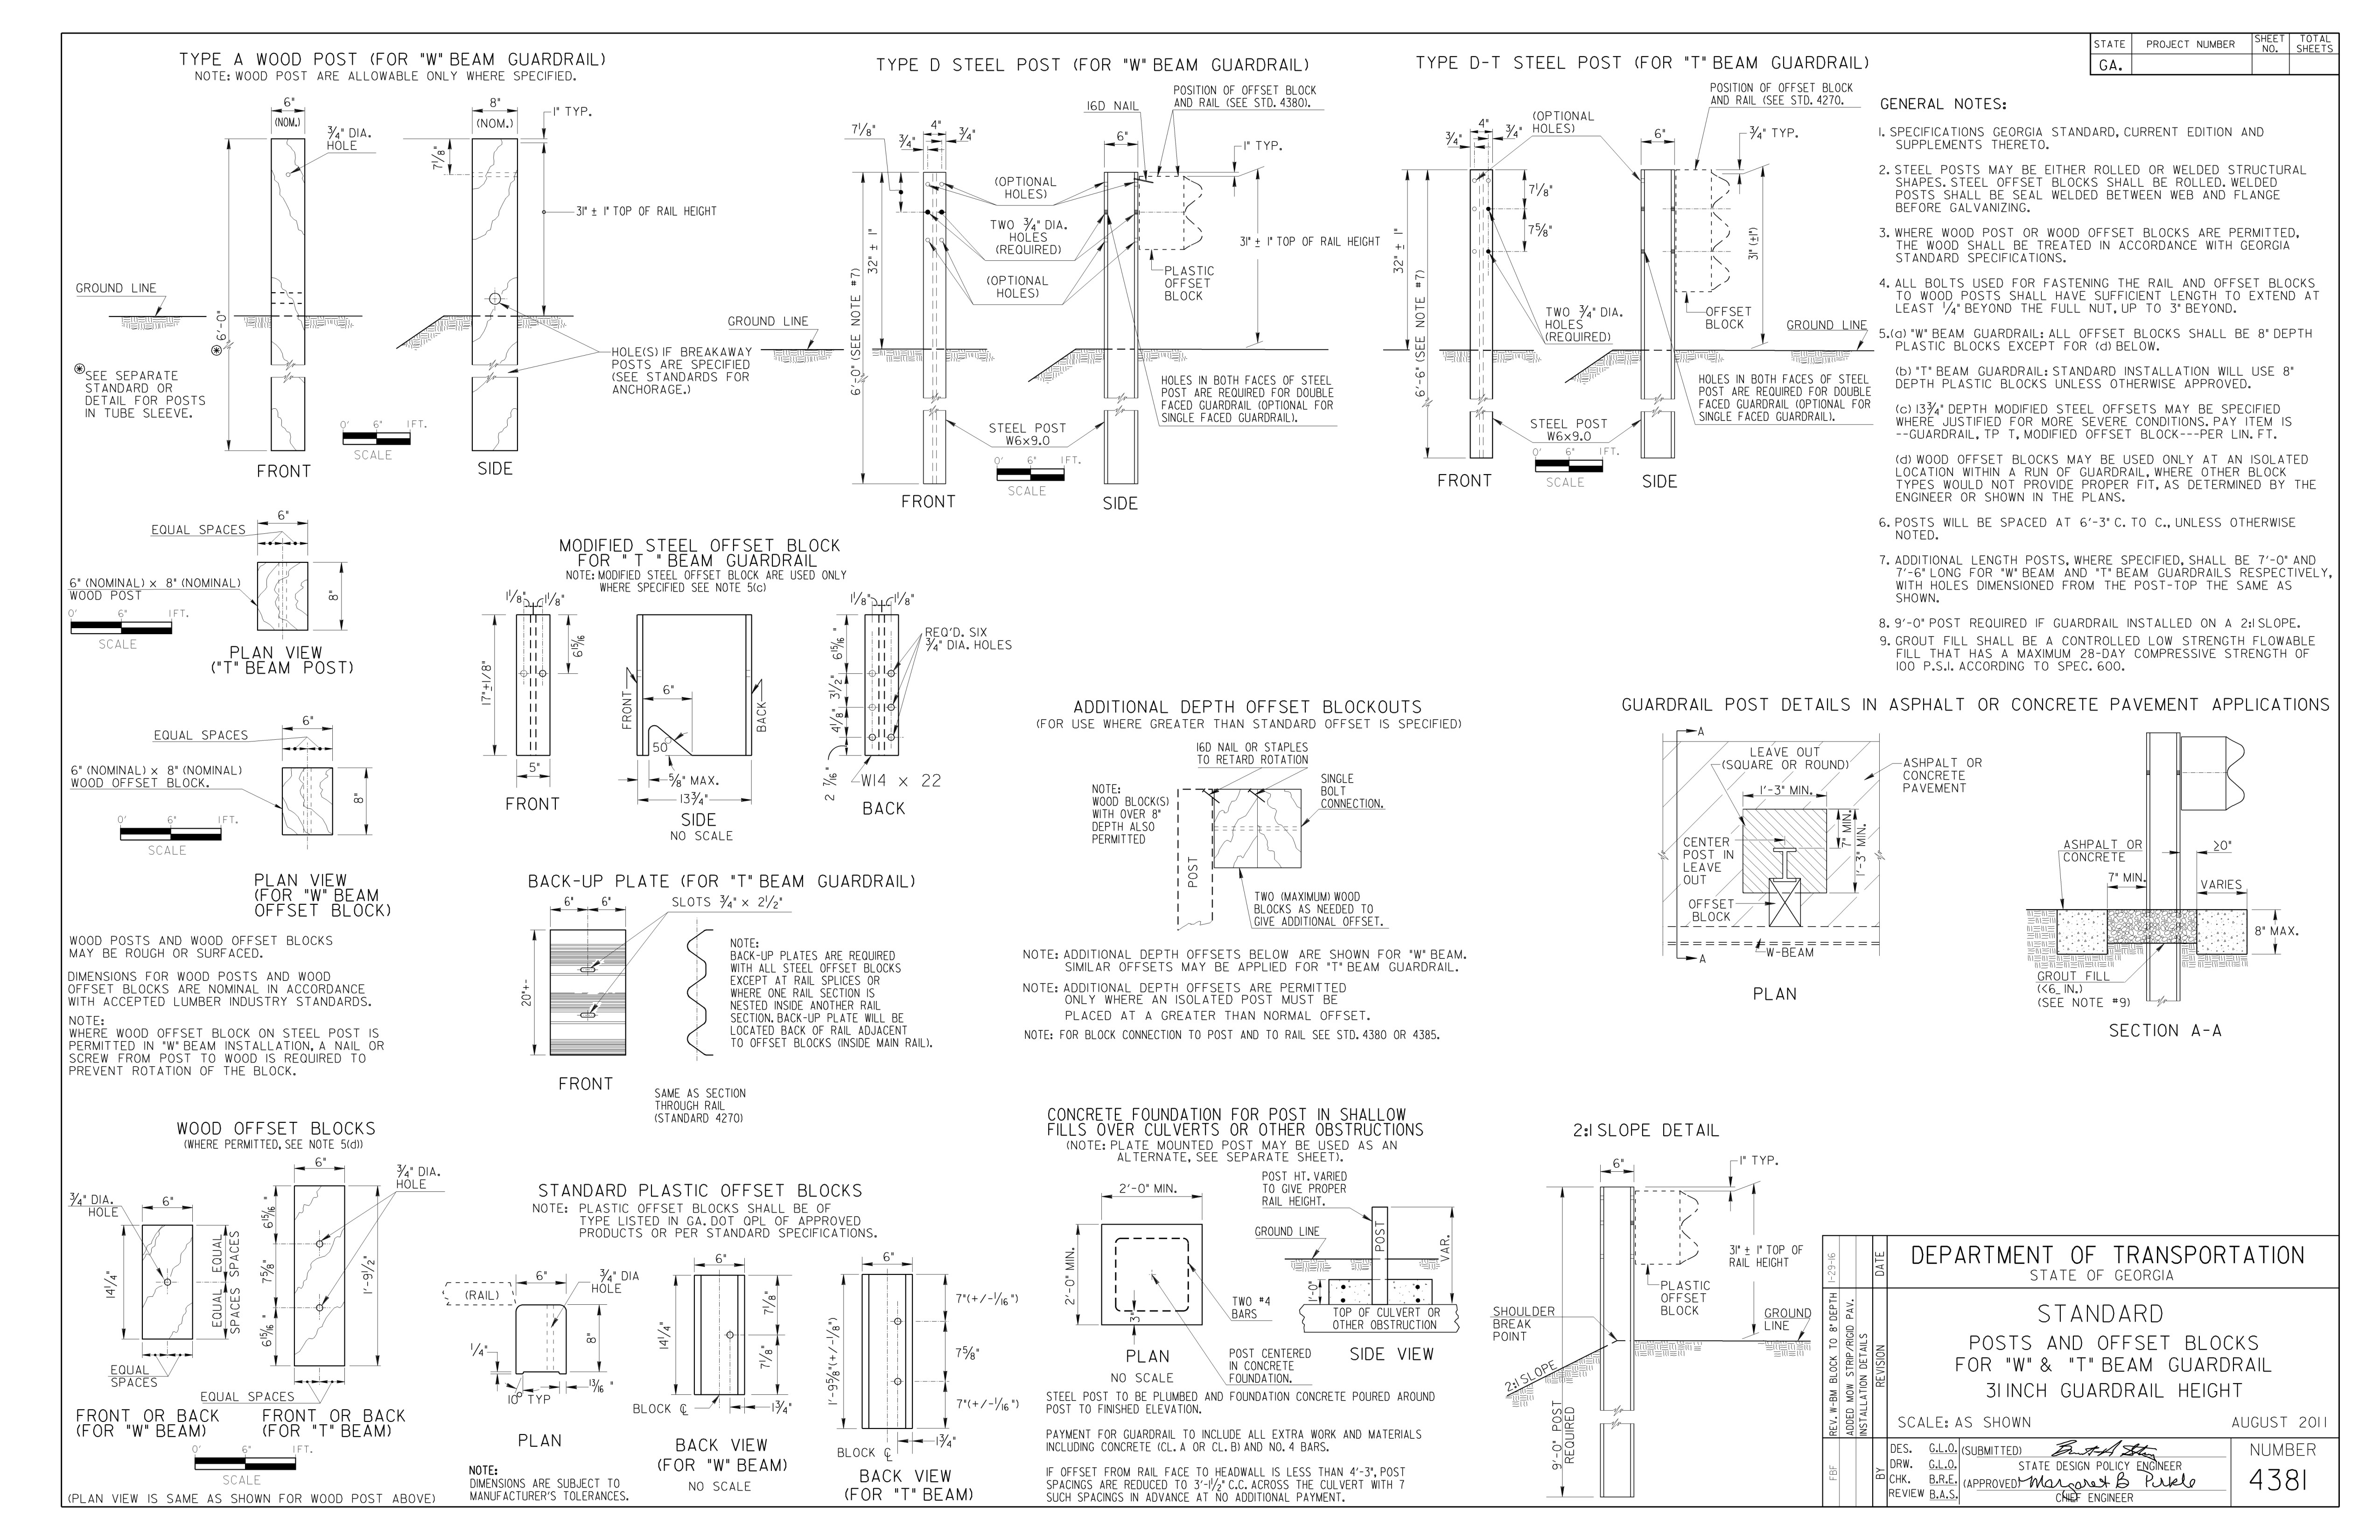 STATE
PROJECT NUMBER
SHEET NO.
TOTAL SHEETS
GA.
TYPE A WOOD POST (FOR "W" BEAM GUARDRAIL)
NOTE: WOOD POST ARE ALLOWABLE ONLY WHERE SPECIFIED.
6"
(NOM.)
3/4" DIA.
HOLE
8"
(NOM.)
1" TYP.
7 1/8"
31" ± 1" TOP OF RAIL HEIGHT
GROUND LINE
⊛ 6'-0"
⊛ SEE SEPARATE
STANDARD OR
DETAIL FOR POSTS
IN TUBE SLEEVE.
HOLE(S) IF BREAKAWAY
POSTS ARE SPECIFIED
(SEE STANDARDS FOR
ANCHORAGE.)
0' 6" 1FT.
SCALE
FRONT
SIDE
TYPE D STEEL POST (FOR "W" BEAM GUARDRAIL)
16D NAIL
POSITION OF OFFSET BLOCK
AND RAIL (SEE STD. 4380).
7 1/8"
3/4"
4"
3/4"
6"
1" TYP.
(OPTIONAL
HOLES)
TWO 3/4" DIA.
HOLES
(REQUIRED)
(OPTIONAL
HOLES)
32" ± 1"
6'-0" (SEE NOTE #7)
31" ± 1" TOP OF RAIL HEIGHT
PLASTIC
OFFSET
BLOCK
GROUND LINE
HOLES IN BOTH FACES OF STEEL
POST ARE REQUIRED FOR DOUBLE
FACED GUARDRAIL (OPTIONAL FOR
SINGLE FACED GUARDRAIL).
STEEL POST
W6x9.0
0' 6" 1FT.
SCALE
FRONT
SIDE
TYPE D-T STEEL POST (FOR "T" BEAM GUARDRAIL)
POSITION OF OFFSET BLOCK
AND RAIL (SEE STD. 4270.
(OPTIONAL
HOLES)
3/4"
4"
3/4"
6"
3/4" TYP.
7 1/8"
7 5/8"
32" ± 1"
6'-6" (SEE NOTE #7)
31" (±1")
TWO 3/4" DIA.
HOLES
(REQUIRED)
OFFSET
BLOCK
GROUND LINE
HOLES IN BOTH FACES OF STEEL
POST ARE REQUIRED FOR DOUBLE
FACED GUARDRAIL (OPTIONAL FOR
SINGLE FACED GUARDRAIL).
STEEL POST
W6x9.0
0' 6" 1FT.
SCALE
FRONT
SIDE
GENERAL NOTES:
1. SPECIFICATIONS GEORGIA STANDARD, CURRENT EDITION AND
SUPPLEMENTS THERETO.
2. STEEL POSTS MAY BE EITHER ROLLED OR WELDED STRUCTURAL
SHAPES. STEEL OFFSET BLOCKS SHALL BE ROLLED. WELDED
POSTS SHALL BE SEAL WELDED BETWEEN WEB AND FLANGE
BEFORE GALVANIZING.
3. WHERE WOOD POST OR WOOD OFFSET BLOCKS ARE PERMITTED,
THE WOOD SHALL BE TREATED IN ACCORDANCE WITH GEORGIA
STANDARD SPECIFICATIONS.
4. ALL BOLTS USED FOR FASTENING THE RAIL AND OFFSET BLOCKS
TO WOOD POSTS SHALL HAVE SUFFICIENT LENGTH TO EXTEND AT
LEAST 1/4" BEYOND THE FULL NUT, UP TO 3" BEYOND.
5.(a) "W" BEAM GUARDRAIL: ALL OFFSET BLOCKS SHALL BE 8" DEPTH
PLASTIC BLOCKS EXCEPT FOR (d) BELOW.
(b) "T" BEAM GUARDRAIL: STANDARD INSTALLATION WILL USE 8"
DEPTH PLASTIC BLOCKS UNLESS OTHERWISE APPROVED.
(c) 13 3/4" DEPTH MODIFIED STEEL OFFSETS MAY BE SPECIFIED
WHERE JUSTIFIED FOR MORE SEVERE CONDITIONS. PAY ITEM IS
--GUARDRAIL, TP T, MODIFIED OFFSET BLOCK---PER LIN. FT.
(d) WOOD OFFSET BLOCKS MAY BE USED ONLY AT AN ISOLATED
LOCATION WITHIN A RUN OF GUARDRAIL, WHERE OTHER BLOCK
TYPES WOULD NOT PROVIDE PROPER FIT, AS DETERMINED BY THE
ENGINEER OR SHOWN IN THE PLANS.
6. POSTS WILL BE SPACED AT 6'-3" C. TO C., UNLESS OTHERWISE
NOTED.
7. ADDITIONAL LENGTH POSTS, WHERE SPECIFIED, SHALL BE 7'-0" AND
7'-6" LONG FOR "W" BEAM AND "T" BEAM GUARDRAILS RESPECTIVELY,
WITH HOLES DIMENSIONED FROM THE POST-TOP THE SAME AS
SHOWN.
8. 9'-0" POST REQUIRED IF GUARDRAIL INSTALLED ON A 2:1 SLOPE.
9. GROUT FILL SHALL BE A CONTROLLED LOW STRENGTH FLOWABLE
FILL THAT HAS A MAXIMUM 28-DAY COMPRESSIVE STRENGTH OF
100 P.S.I. ACCORDING TO SPEC. 600.
6"
EQUAL SPACES
6" (NOMINAL) x 8" (NOMINAL)
WOOD POST
8"
0' 6" 1FT.
SCALE
PLAN VIEW
("T" BEAM POST)
6"
EQUAL SPACES
6" (NOMINAL) x 8" (NOMINAL)
WOOD OFFSET BLOCK.
8"
0' 6" 1FT.
SCALE
PLAN VIEW
(FOR "W" BEAM
OFFSET BLOCK)
WOOD POSTS AND WOOD OFFSET BLOCKS
MAY BE ROUGH OR SURFACED.
DIMENSIONS FOR WOOD POSTS AND WOOD
OFFSET BLOCKS ARE NOMINAL IN ACCORDANCE
WITH ACCEPTED LUMBER INDUSTRY STANDARDS.
NOTE:
WHERE WOOD OFFSET BLOCK ON STEEL POST IS
PERMITTED IN "W" BEAM INSTALLATION, A NAIL OR
SCREW FROM POST TO WOOD IS REQUIRED TO
PREVENT ROTATION OF THE BLOCK.
MODIFIED STEEL OFFSET BLOCK
FOR " T " BEAM GUARDRAIL
NOTE: MODIFIED STEEL OFFSET BLOCK ARE USED ONLY
WHERE SPECIFIED SEE NOTE 5(c)
1 1/8" 1 1/8"
6 15/16"
17"±1/8"
5"
FRONT
FRONT
6"
50
BACK
5/8" MAX.
13 3/4"
SIDE
NO SCALE
1 1/8" 1 1/8"
6 15/16"
3 1/2"
4 1/8"
2 7/16"
REQ'D. SIX
3/4" DIA. HOLES
W14 x 22
BACK
BACK-UP PLATE (FOR "T" BEAM GUARDRAIL)
6" 6"
SLOTS 3/4" x 2 1/2"
20"+-
FRONT
NOTE:
BACK-UP PLATES ARE REQUIRED
WITH ALL STEEL OFFSET BLOCKS
EXCEPT AT RAIL SPLICES OR
WHERE ONE RAIL SECTION IS
NESTED INSIDE ANOTHER RAIL
SECTION. BACK-UP PLATE WILL BE
LOCATED BACK OF RAIL ADJACENT
TO OFFSET BLOCKS (INSIDE MAIN RAIL).
SAME AS SECTION
THROUGH RAIL
(STANDARD 4270)
ADDITIONAL DEPTH OFFSET BLOCKOUTS
(FOR USE WHERE GREATER THAN STANDARD OFFSET IS SPECIFIED)
16D NAIL OR STAPLES
TO RETARD ROTATION
NOTE:
WOOD BLOCK(S)
WITH OVER 8"
DEPTH ALSO
PERMITTED
SINGLE
BOLT
CONNECTION.
POST
TWO (MAXIMUM) WOOD
BLOCKS AS NEEDED TO
GIVE ADDITIONAL OFFSET.
NOTE: ADDITIONAL DEPTH OFFSETS BELOW ARE SHOWN FOR "W" BEAM.
SIMILAR OFFSETS MAY BE APPLIED FOR "T" BEAM GUARDRAIL.
NOTE: ADDITIONAL DEPTH OFFSETS ARE PERMITTED
ONLY WHERE AN ISOLATED POST MUST BE
PLACED AT A GREATER THAN NORMAL OFFSET.
NOTE: FOR BLOCK CONNECTION TO POST AND TO RAIL SEE STD. 4380 OR 4385.
GUARDRAIL POST DETAILS IN ASPHALT OR CONCRETE PAVEMENT APPLICATIONS
A
LEAVE OUT
(SQUARE OR ROUND)
1'-3" MIN.
ASHPALT OR
CONCRETE
PAVEMENT
7" MIN.
1'-3" MIN.
CENTER
POST IN
LEAVE
OUT
OFFSET
BLOCK
W-BEAM
A
PLAN
ASHPALT OR
CONCRETE
≥0"
7" MIN.
VARIES
8" MAX.
GROUT FILL
(<6 IN.)
(SEE NOTE #9)
SECTION A-A
WOOD OFFSET BLOCKS
(WHERE PERMITTED, SEE NOTE 5(d))
3/4" DIA.
HOLE
6"
6"
3/4" DIA.
HOLE
14 1/4"
EQUAL SPACES
EQUAL SPACES
6 15/16"
7 5/8"
6 15/16"
1'-9 1/2"
EQUAL
SPACES
EQUAL SPACES
FRONT OR BACK
(FOR "W" BEAM)
FRONT OR BACK
(FOR "T" BEAM)
0' 6" 1FT.
SCALE
(PLAN VIEW IS SAME AS SHOWN FOR WOOD POST ABOVE)
STANDARD PLASTIC OFFSET BLOCKS
NOTE: PLASTIC OFFSET BLOCKS SHALL BE OF
TYPE LISTED IN GA. DOT QPL OF APPROVED
PRODUCTS OR PER STANDARD SPECIFICATIONS.
6"
3/4" DIA
HOLE
(RAIL)
8"
1/4"
10° TYP
13/16"
PLAN
NOTE:
DIMENSIONS ARE SUBJECT TO
MANUFACTURER'S TOLERANCES.
6"
14 1/4"
7 1/8"
7 1/8"
BLOCK ℄
1 3/4"
BACK VIEW
(FOR "W" BEAM)
NO SCALE
6"
1'-9 5/8"(+/-1/8")
7"(+/-1/16")
7 5/8"
7"(+/-1/16")
BLOCK ℄
1 3/4"
BACK VIEW
(FOR "T" BEAM)
CONCRETE FOUNDATION FOR POST IN SHALLOW
FILLS OVER CULVERTS OR OTHER OBSTRUCTIONS
(NOTE: PLATE MOUNTED POST MAY BE USED AS AN
ALTERNATE, SEE SEPARATE SHEET).
2'-0" MIN.
2'-0" MIN.
3"
PLAN
NO SCALE
POST HT. VARIED
TO GIVE PROPER
RAIL HEIGHT.
GROUND LINE
POST
VAR.
1'-0"
TWO #4
BARS
TOP OF CULVERT OR
OTHER OBSTRUCTION
POST CENTERED
IN CONCRETE
FOUNDATION.
SIDE VIEW
STEEL POST TO BE PLUMBED AND FOUNDATION CONCRETE POURED AROUND
POST TO FINISHED ELEVATION.
PAYMENT FOR GUARDRAIL TO INCLUDE ALL EXTRA WORK AND MATERIALS
INCLUDING CONCRETE (CL. A OR CL. B) AND NO. 4 BARS.
IF OFFSET FROM RAIL FACE TO HEADWALL IS LESS THAN 4'-3", POST
SPACINGS ARE REDUCED TO 3'-1 1/2" C.C. ACROSS THE CULVERT WITH 7
SUCH SPACINGS IN ADVANCE AT NO ADDITIONAL PAYMENT.
2:1 SLOPE DETAIL
6"
1" TYP.
31" ± 1" TOP OF
RAIL HEIGHT
PLASTIC
OFFSET
BLOCK
SHOULDER
BREAK
POINT
GROUND
LINE
2:1 SLOPE
9'-0" POST
REQUIRED
1-29-16
DATE
REV. W-BM BLOCK TO 8" DEPTH
ADDED MOW STRIP/RIGID PAV.
INSTALLATION DETAILS
REVISION
FBF
BY
DEPARTMENT OF TRANSPORTATION
STATE OF GEORGIA
STANDARD
POSTS AND OFFSET BLOCKS
FOR "W" & "T" BEAM GUARDRAIL
31 INCH GUARDRAIL HEIGHT
SCALE: AS SHOWN
AUGUST 2011
DES. G.L.O.
DRW. G.L.O.
CHK. B.R.E.
REVIEW B.A.S.
(SUBMITTED)
STATE DESIGN POLICY ENGINEER
(APPROVED) Margaret B Pirkle
CHIEF ENGINEER
NUMBER
4381